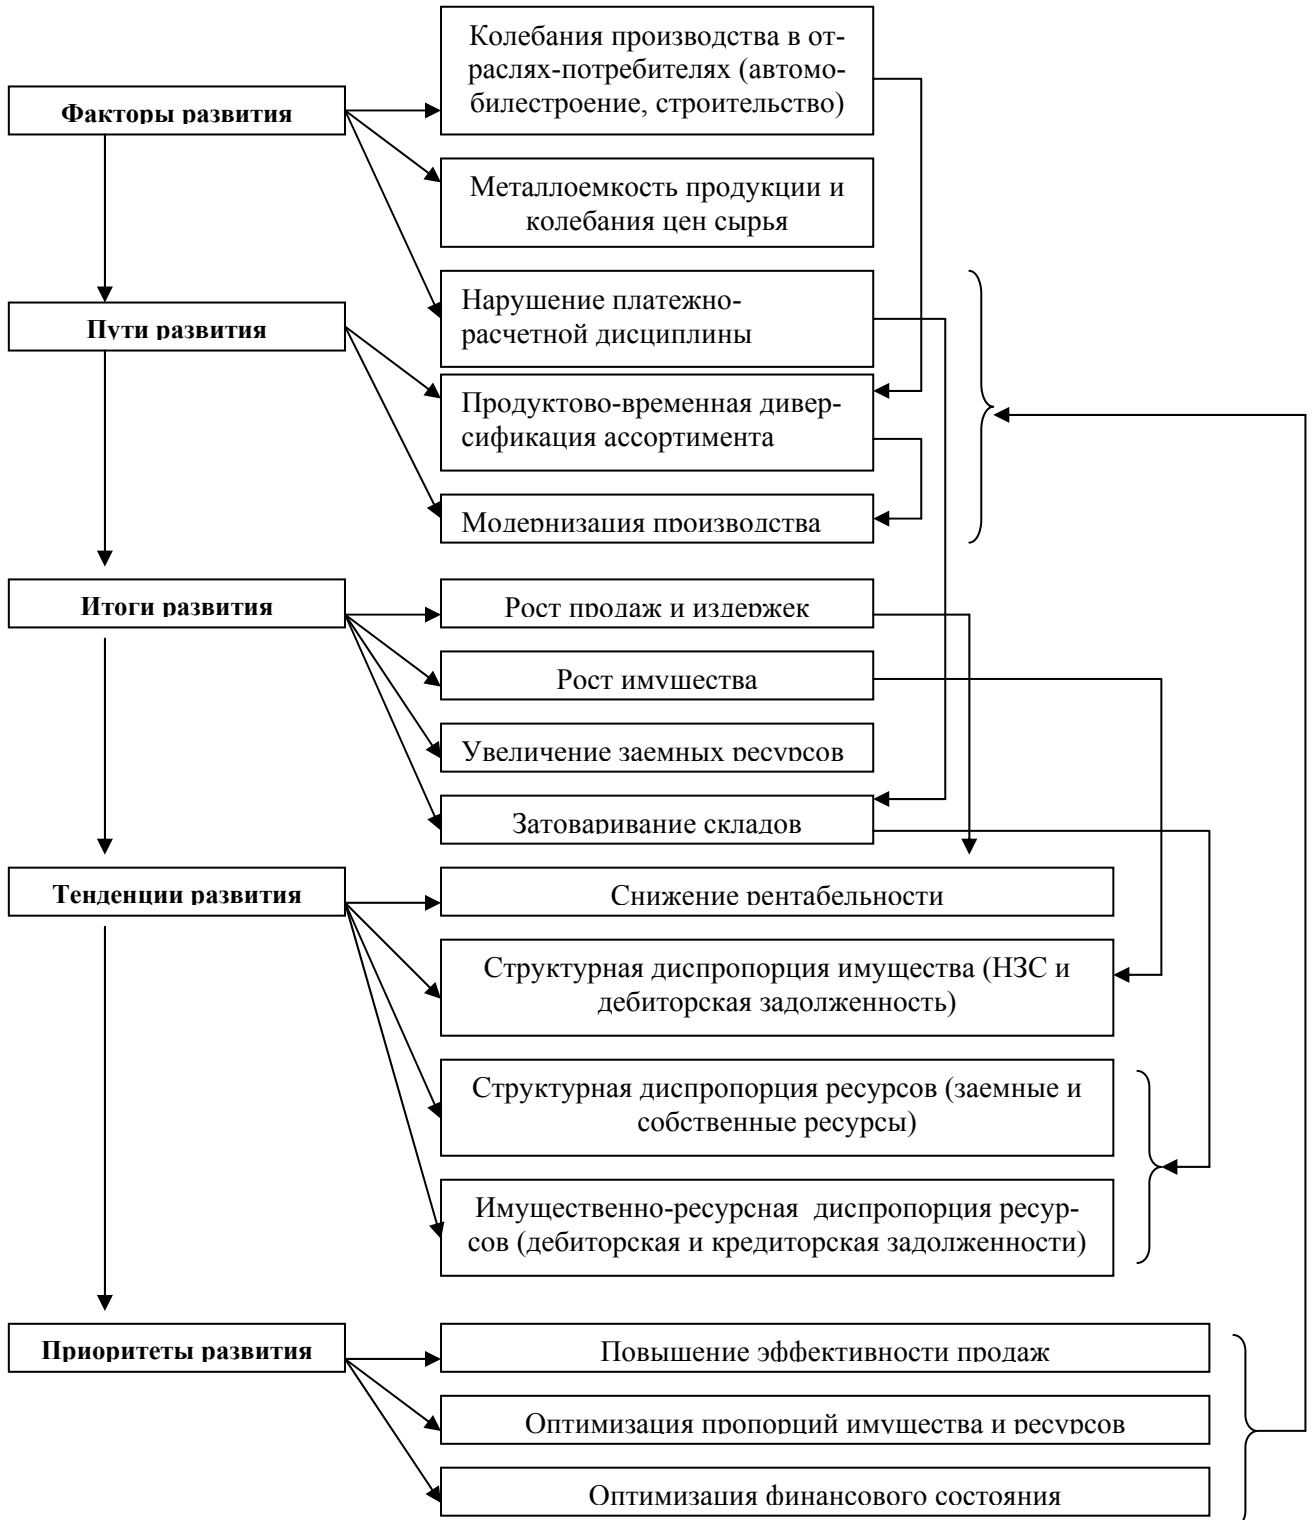 Колебания производства в от-
раслях-потребителях (автомо-
билестроение, строительство)
Факторы развития
Металлоемкость продукции и
колебания цен сырья
Нарушение платежно-
расчетной дисциплины
Пути развития
Продуктово-временная дивер-
сификация ассортимента
Модернизация производства
Итоги развития
Рост продаж и издержек
Рост имущества
Увеличение заемных ресурсов
Затоваривание складов
Тенденции развития
Снижение рентабельности
Структурная диспропорция имущества (НЗС и
дебиторская задолженность)
Структурная диспропорция ресурсов (заемные и
собственные ресурсы)
Имущественно-ресурсная диспропорция ресур-
сов (дебиторская и кредиторская задолженности)
Приоритеты развития
Повышение эффективности продаж
Оптимизация пропорций имущества и ресурсов
Оптимизация финансового состояния